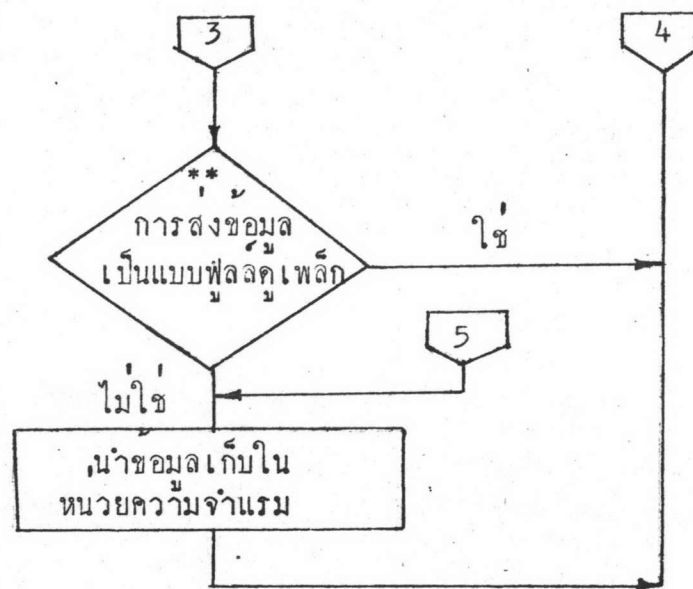 3
4
**
การส่งข้อมูล
เป็นแบบฟูลล์ดูเพล็ก
ใช่
5
ไม่ใช่
นำข้อมูลเก็บใน
หนวยความจำแรม